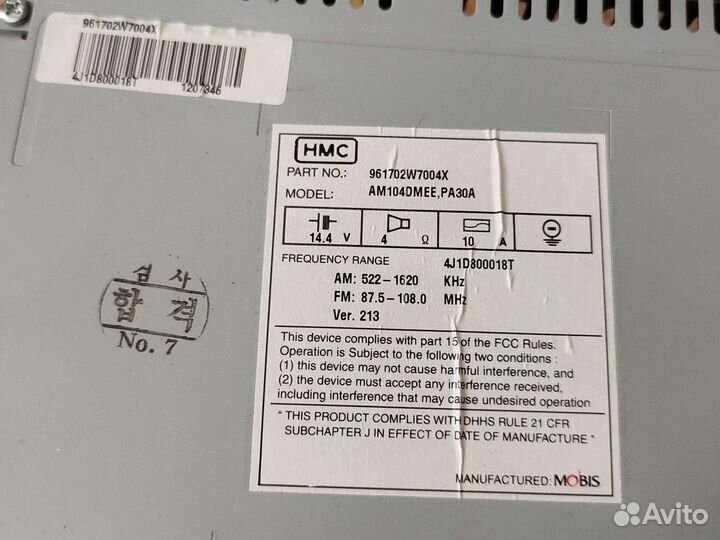 961702W7004X
4J1D800018T
1207346
HMC
PART NO.: 961702W7004X
MODEL: AM104DMEE,PA30A
14.4 V 4 Ω 10 A
FREQUENCY RANGE 4J1D800018T
AM: 522-1620 KHz
FM: 87.5-108.0 MHz
Ver. 213
This device complies with part 15 of the FCC Rules.
Operation is Subject to the following two conditions :
(1) this device may not cause harmful interference, and
(2) the device must accept any interference received,
including interference that may cause undesired operation
" THIS PRODUCT COMPLIES WITH DHHS RULE 21 CFR
SUBCHAPTER J IN EFFECT OF DATE OF MANUFACTURE "
MANUFACTURED: MOBIS
검사
합격
No. 7
Avito